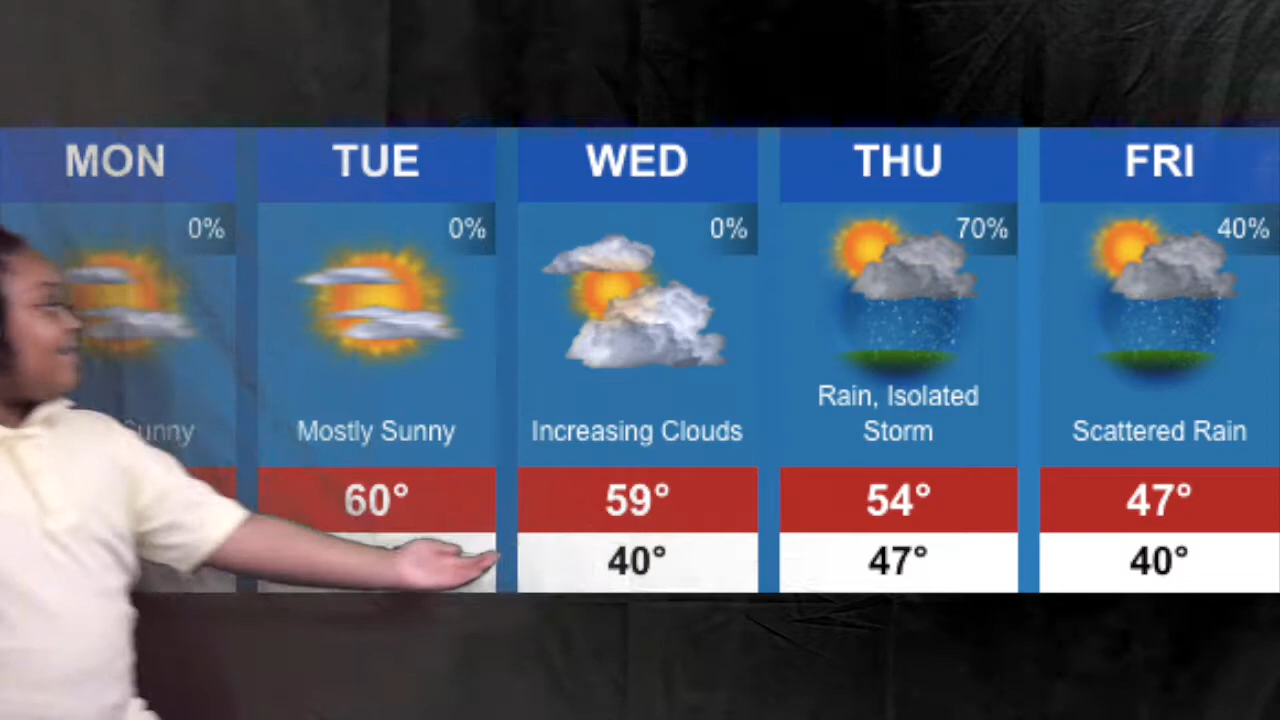 MON TUE WED THU FRI
0% 0% 0% 70% 40%
Sunny Mostly Sunny Increasing Clouds Rain, Isolated Scattered Rain
Storm
60° 59° 54° 47°
40° 47° 40°